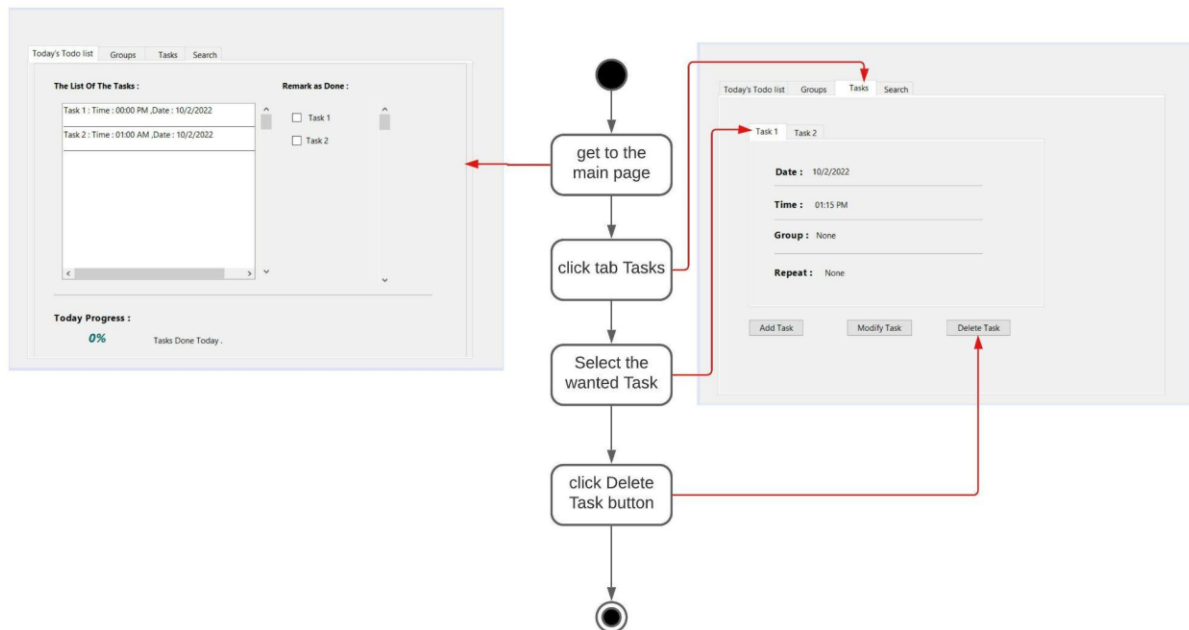 Today's Todo list Groups Tasks Search
The List Of The Tasks :
Remark as Done :
Task 1 : Time : 00:00 PM ,Date : 10/2/2022
Task 2 : Time : 01:00 AM ,Date : 10/2/2022
Task 1
Task 2
Today Progress :
0%
Tasks Done Today .
get to the
main page
click tab Tasks
Select the
wanted Task
click Delete
Task button
Today's Todo list Groups Tasks Search
Task 1 Task 2
Date : 10/2/2022
Time : 01:15 PM
Group : None
Repeat : None
Add Task Modify Task Delete Task